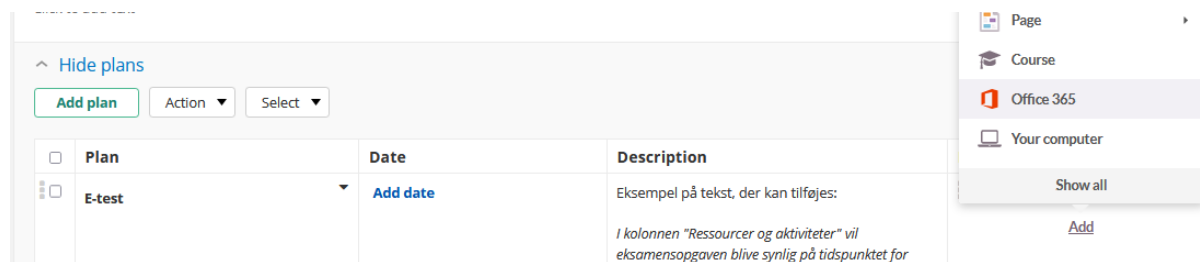 Page
Hide plans
Course
Add plan
Action
Select
Office 365
Your computer
Plan
Date
Description
Show all
E-test
Add date
Eksempel på tekst, der kan tilføjes:
Add
I kolonnen "Ressourcer og aktiviteter" vil
eksamensopgaven blive synlig på tidspunktet for